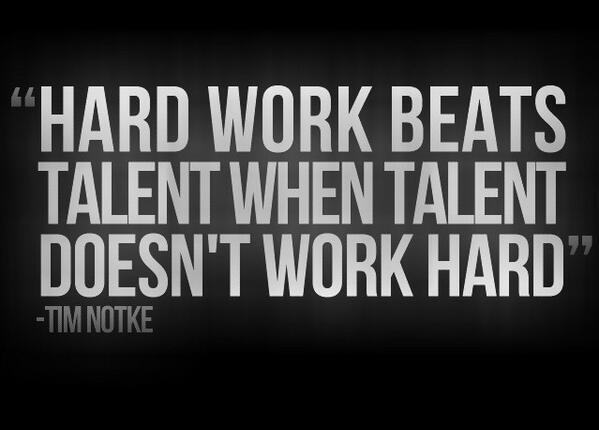 “HARD WORK BEATS
TALENT WHEN TALENT
DOESN'T WORK HARD”
-TIM NOTKE